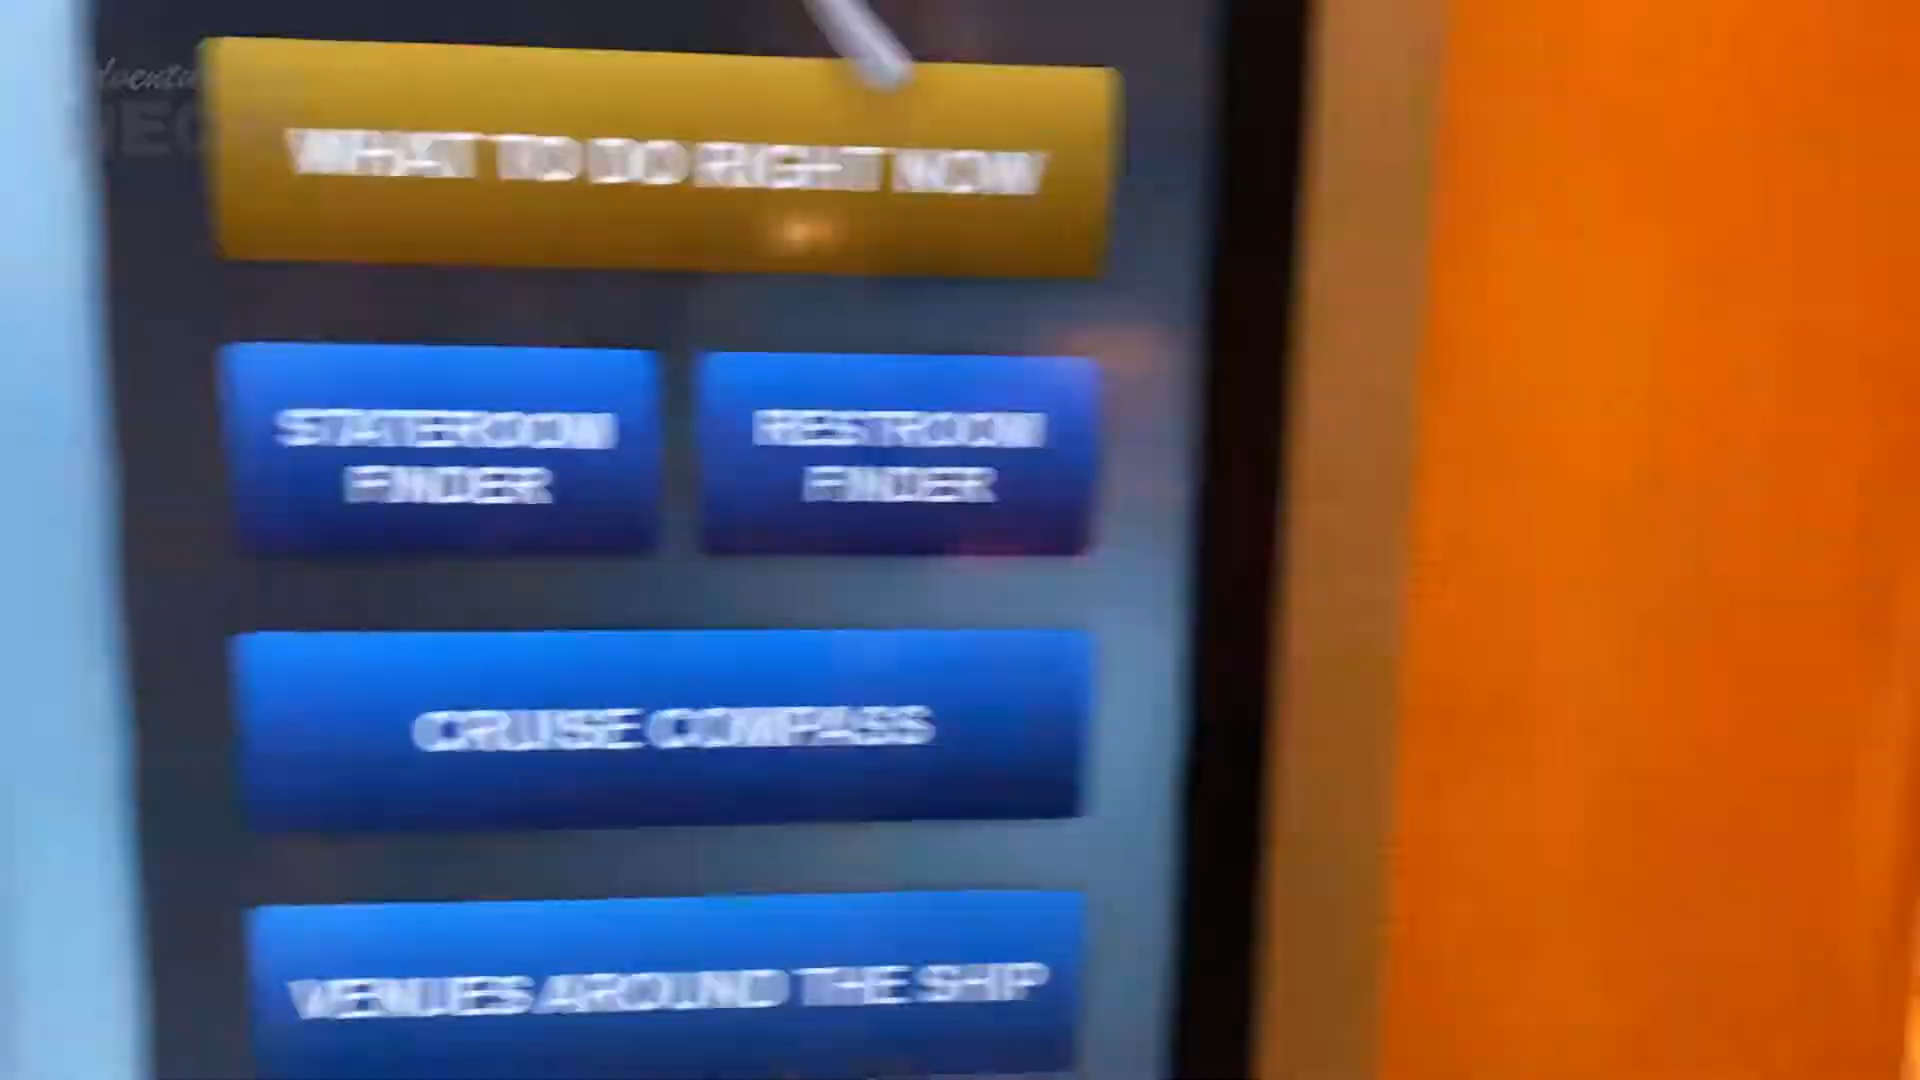 WHAT TO DO RIGHT NOW
STATEROOM
FINDER
RESTROOM
FINDER
CRUISE COMPASS
VENUES AROUND THE SHIP